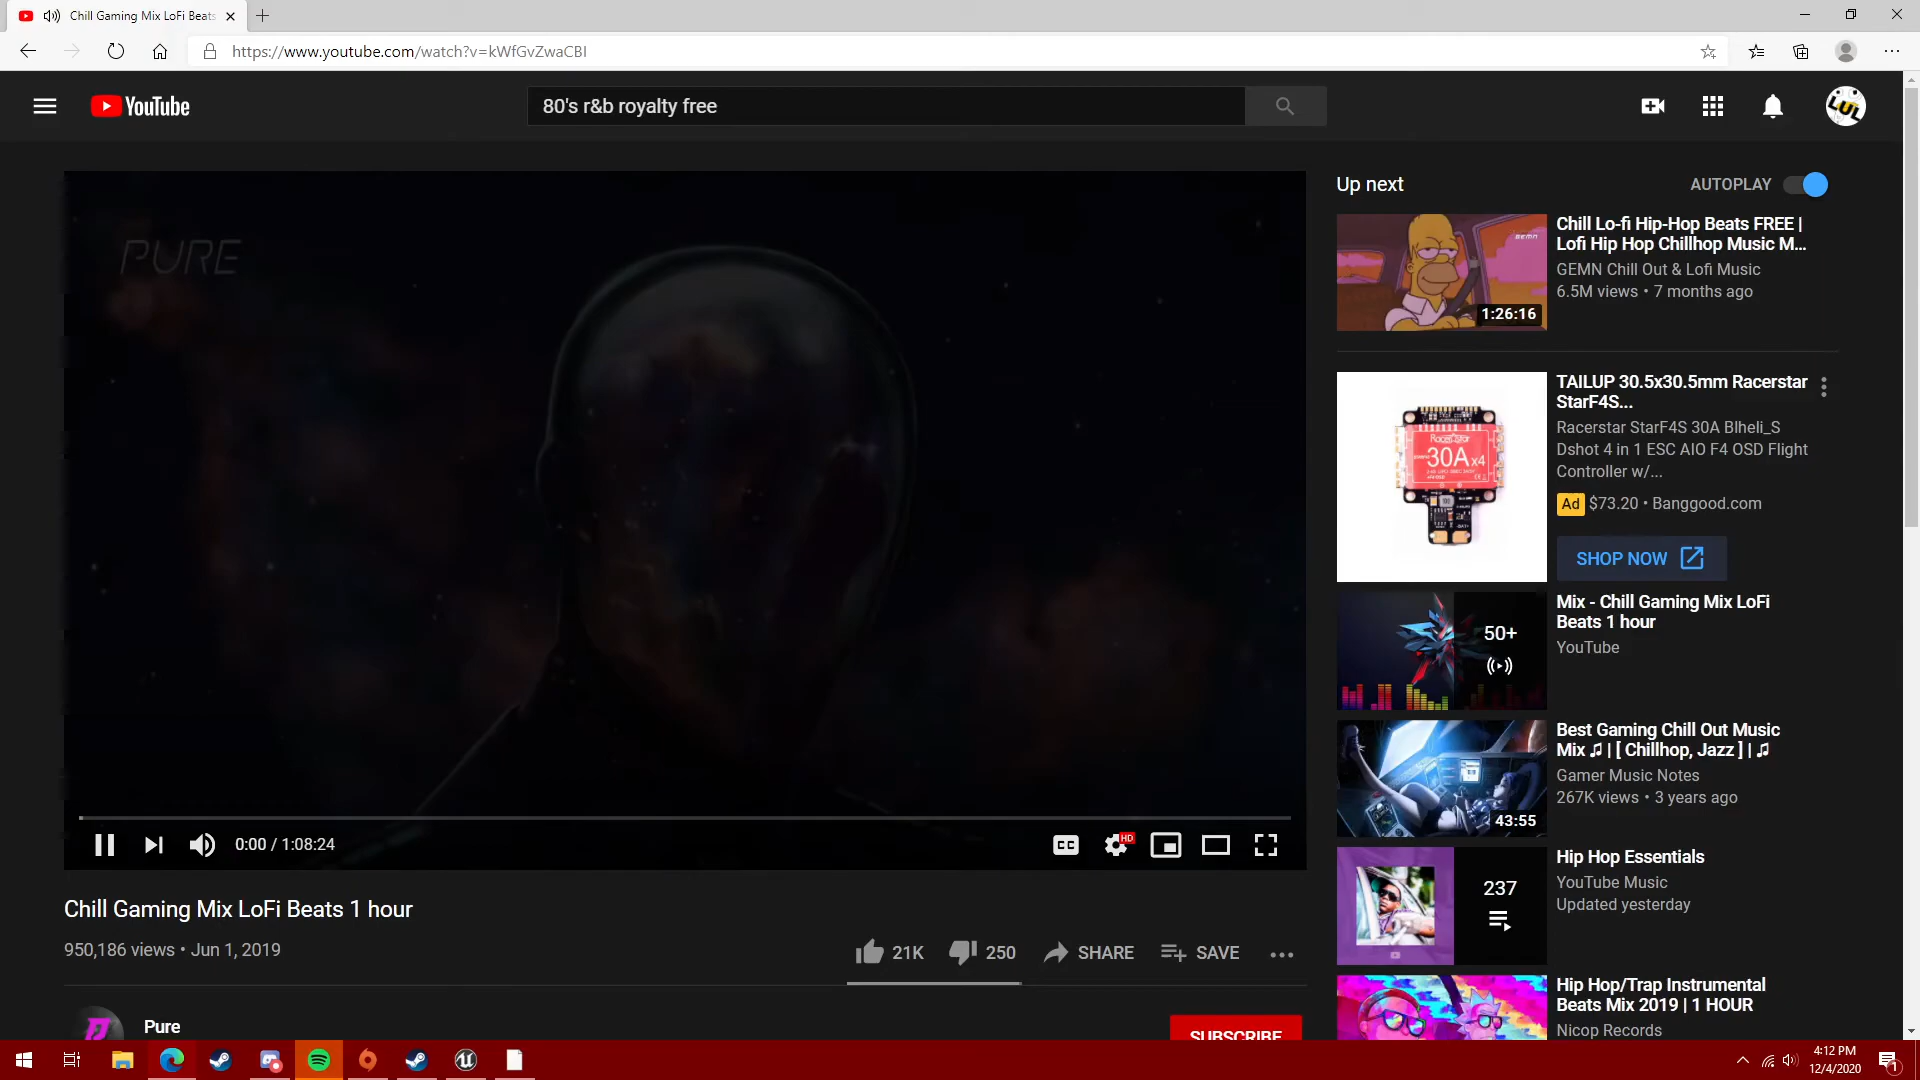 Chill Gaming Mix LoFi Beats
https://www.youtube.com/watch?v=kWfGvZwaCBI
YouTube
80's r&b royalty free
LUL
PURE
0:00 / 1:08:24
CC
HD
Chill Gaming Mix LoFi Beats 1 hour
950,186 views • Jun 1, 2019
21K
250
SHARE
SAVE
Pure
SUBSCRIBE
Up next
AUTOPLAY
GEMN
1:26:16
Chill Lo-fi Hip-Hop Beats FREE |
Lofi Hip Hop Chillhop Music M...
GEMN Chill Out & Lofi Music
6.5M views • 7 months ago
RacerStar
30A x4
TAILUP 30.5x30.5mm Racerstar
StarF4S...
Racerstar StarF4S 30A Blheli_S
Dshot 4 in 1 ESC AIO F4 OSD Flight
Controller w/...
Ad $73.20 • Banggood.com
SHOP NOW
50+
Mix - Chill Gaming Mix LoFi
Beats 1 hour
YouTube
43:55
Best Gaming Chill Out Music
Mix ♫ | [ Chillhop, Jazz ] | ♫
Gamer Music Notes
267K views • 3 years ago
237
Hip Hop Essentials
YouTube Music
Updated yesterday
Hip Hop/Trap Instrumental
Beats Mix 2019 | 1 HOUR
Nicop Records
4:12 PM
12/4/2020
1